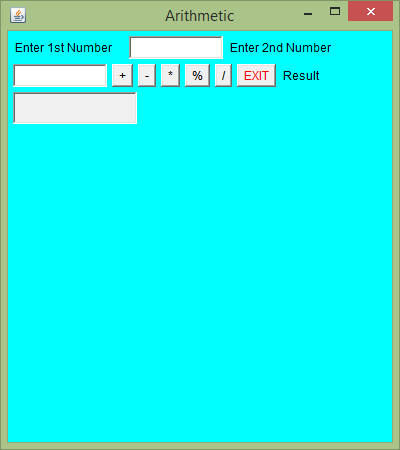 Arithmetic
Enter 1st Number Enter 2nd Number
+ - * % / EXIT Result